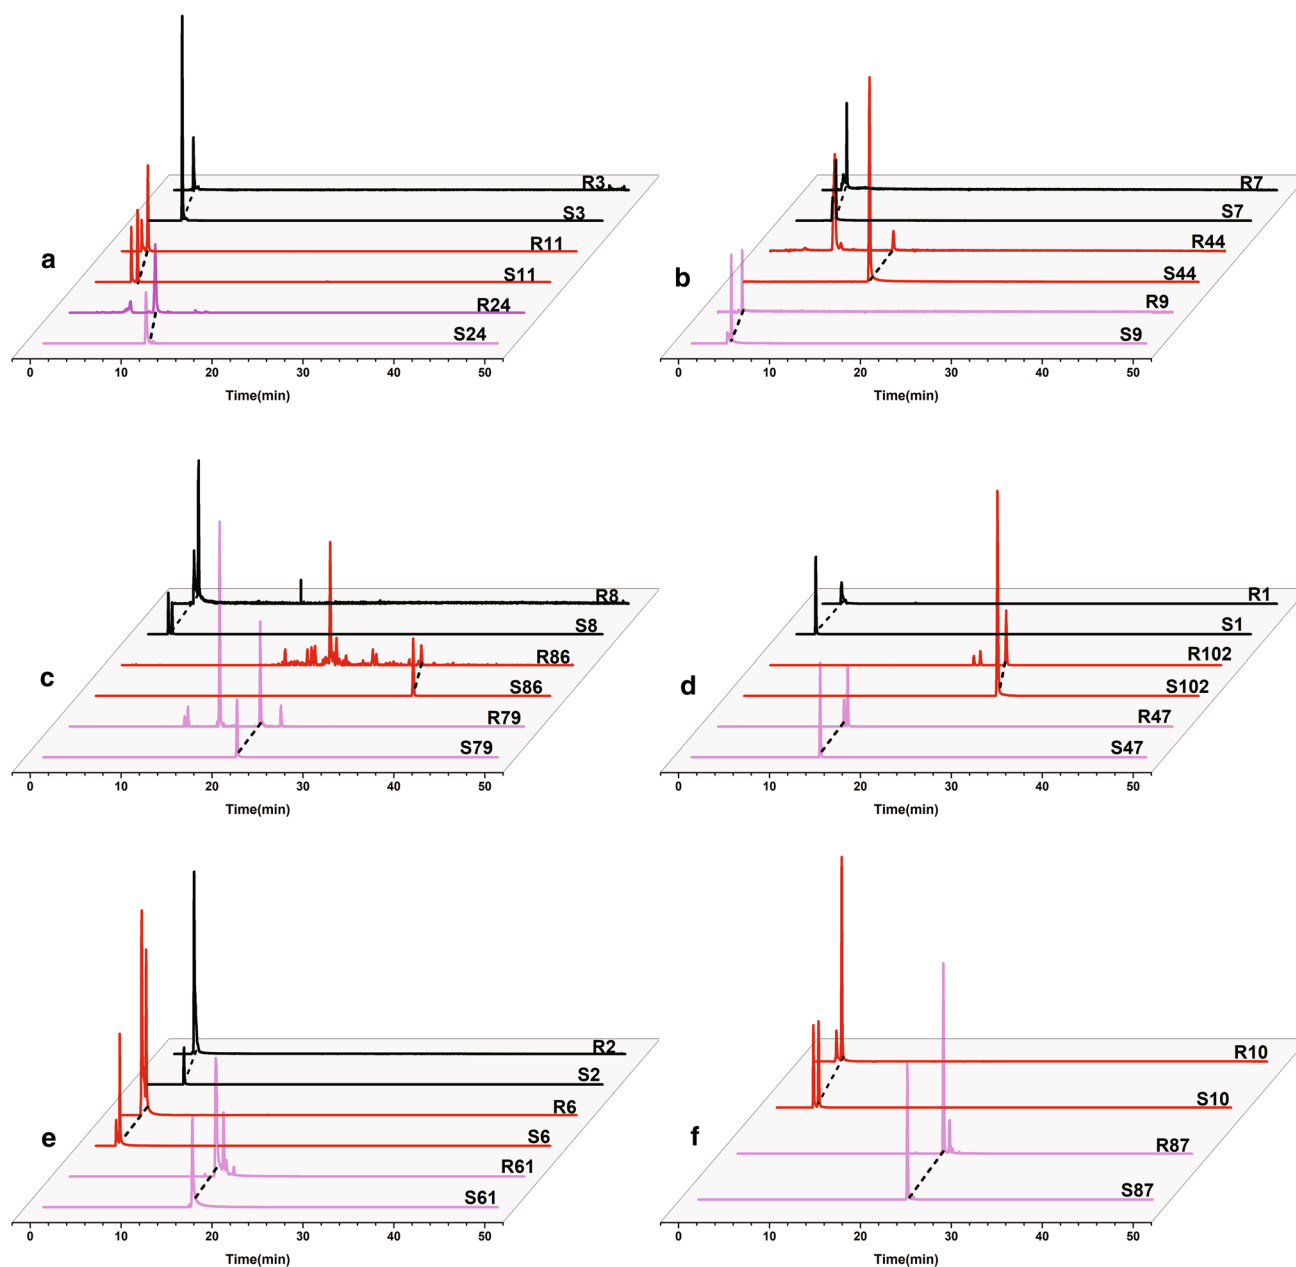 R3
S3
R11
a
S11
R24
S24
0 10 20 30 40 50
Time(min)
R7
S7
R44
b
S44
R9
S9
0 10 20 30 40 50
Time(min)
R8
S8
R86
c
S86
R79
S79
0 10 20 30 40 50
Time(min)
R1
S1
R102
d
S102
R47
S47
0 10 20 30 40 50
Time(min)
R2
S2
R6
e
S6
R61
S61
0 10 20 30 40 50
Time(min)
R10
S10
f
R87
S87
0 10 20 30 40 50
Time(min)